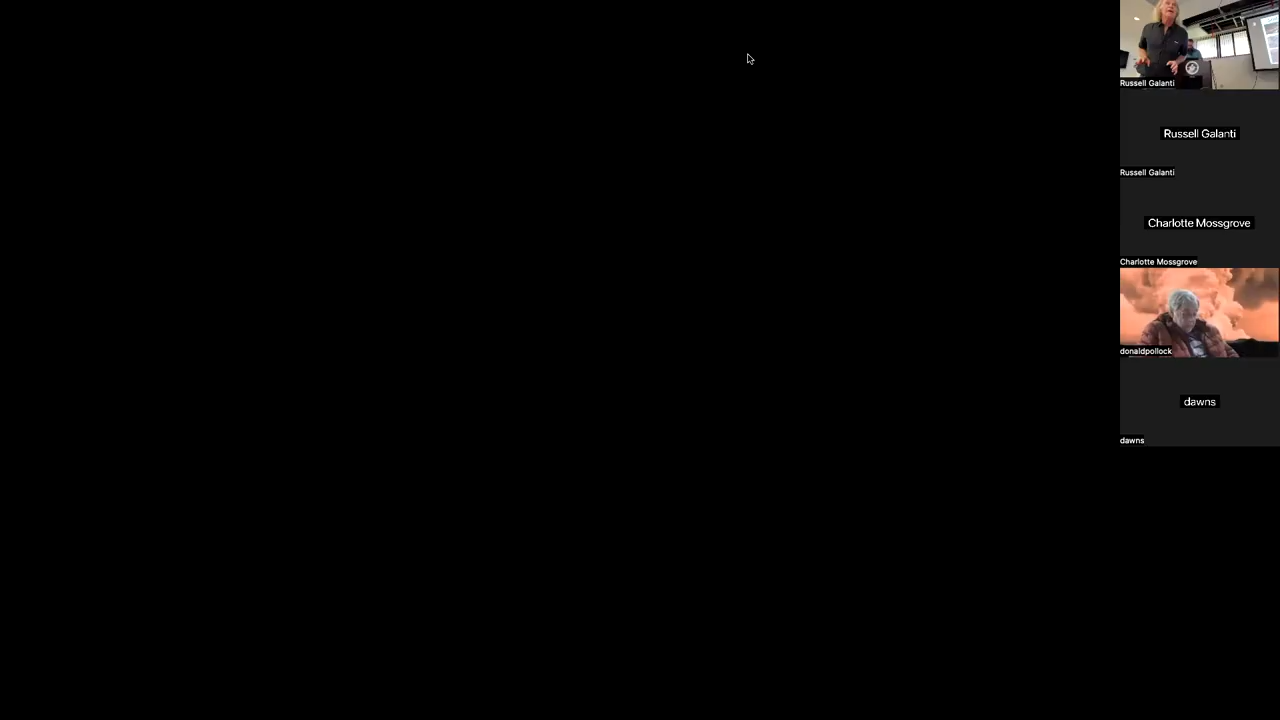 Russell Galanti
Russell Galanti
Russell Galanti
Charlotte Mossgrove
Charlotte Mossgrove
donaldpollock
dawns
dawns